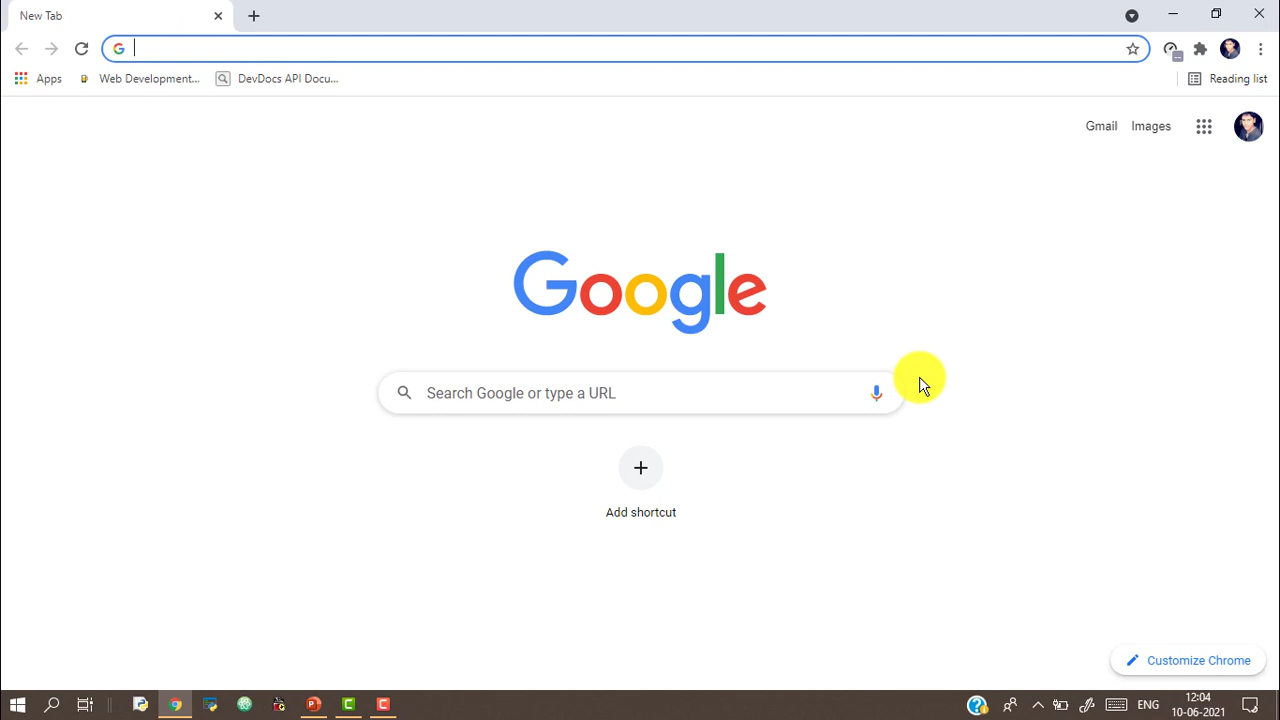 New Tab
Apps
Web Development...
DevDocs API Docu...
Reading list
Gmail
Images
Google
Search Google or type a URL
Add shortcut
Customize Chrome
ENG
12:04
10-06-2021